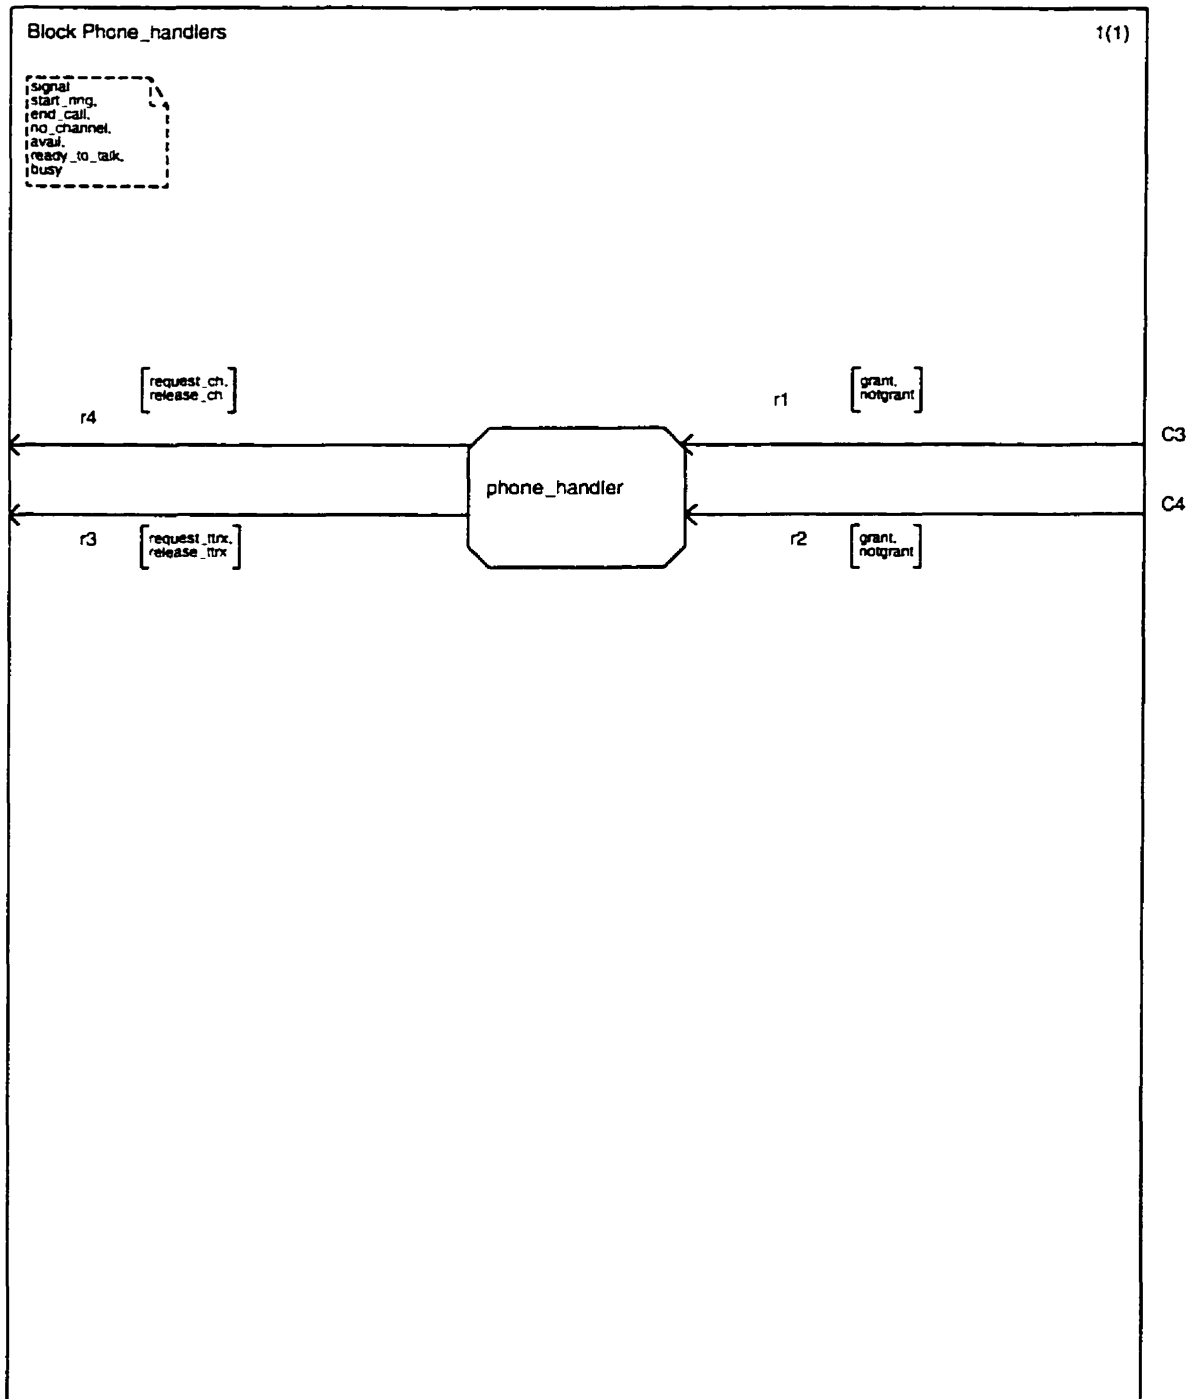 Block Phone_handlers 1(1)
signal
start_ring,
end_call,
no_channel,
avail,
ready_to_talk,
busy
request_ch,
release_ch
r4
r1
grant,
notgrant
C3
phone_handler
C4
r3
request_ttrx,
release_ttrx
r2
grant,
notgrant